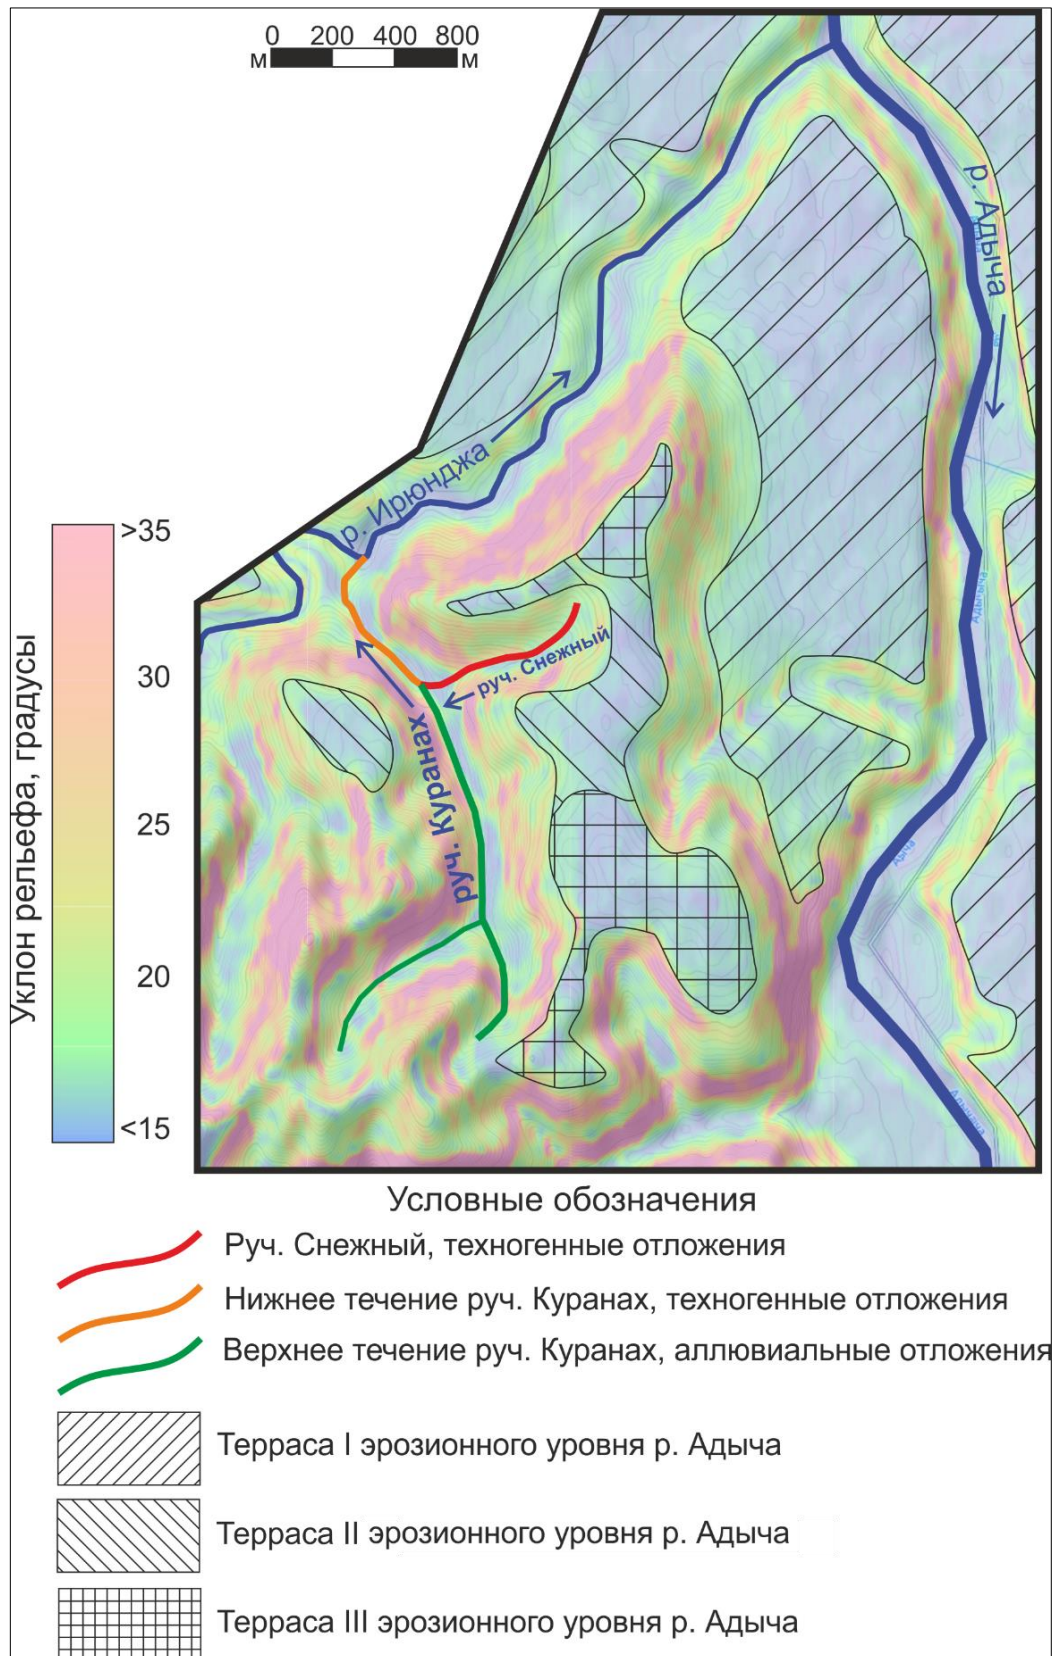 0 200 400 800
м м
р. Адыча
р. Ирюнджа
руч. Снежный
руч. Куранах
Адыча
Уклон рельефа, градусы
>35
30
25
20
<15
Условные обозначения
Руч. Снежный, техногенные отложения
Нижнее течение руч. Куранах, техногенные отложения
Верхнее течение руч. Куранах, аллювиальные отложения
Терраса I эрозионного уровня р. Адыча
Терраса II эрозионного уровня р. Адыча
Терраса III эрозионного уровня р. Адыча